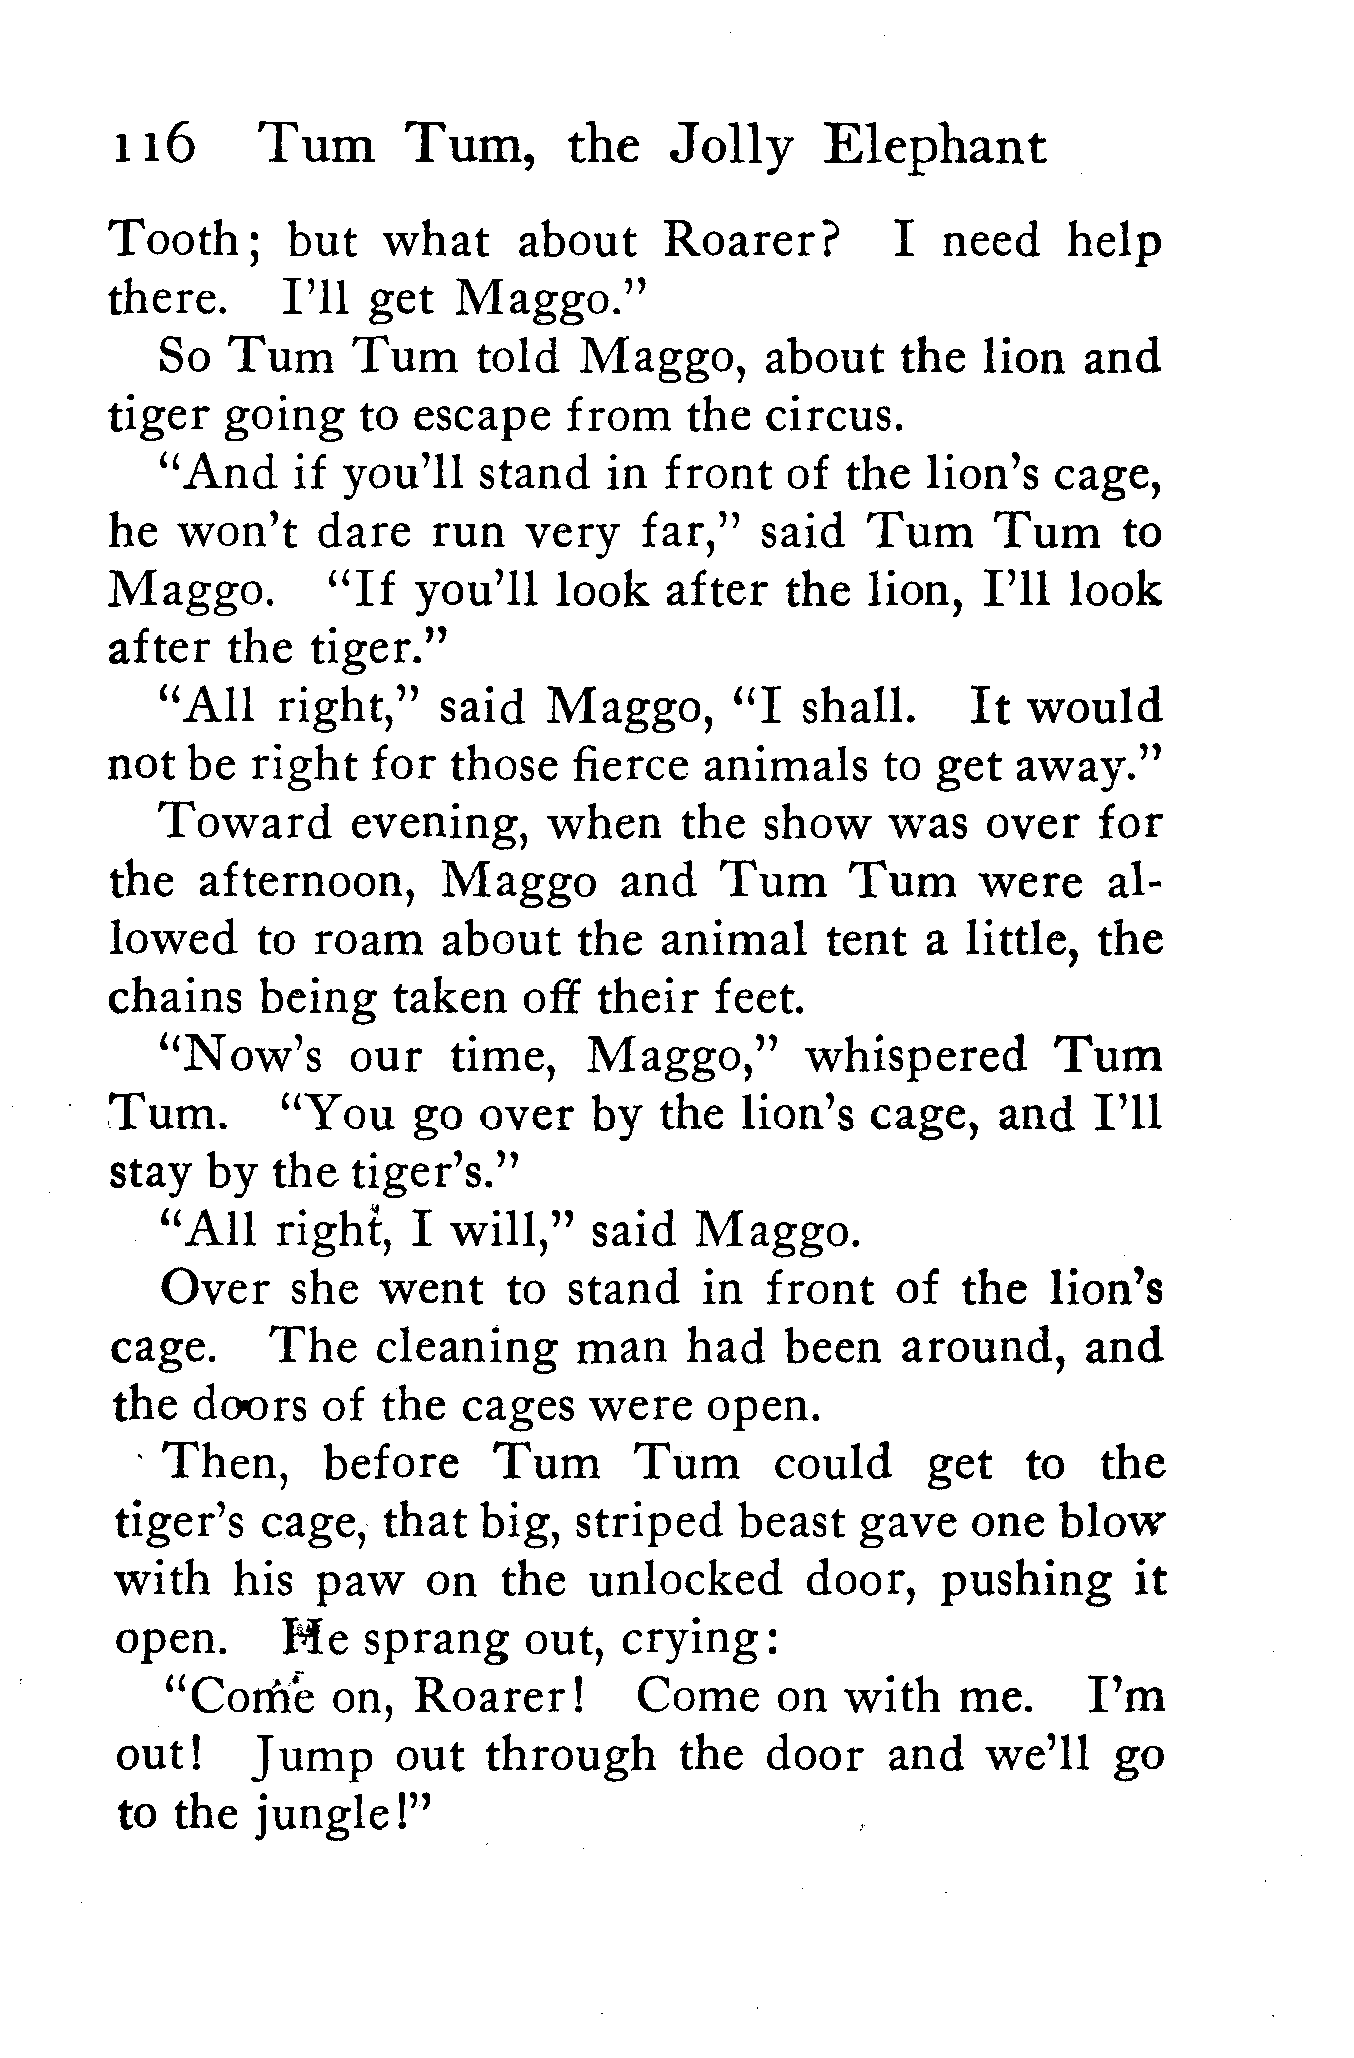 116 Tum Tum, the Jolly Elephant
Tooth; but what about Roarer? I need help
there. I'll get Maggo."
So Tum Tum told Maggo, about the lion and
tiger going to escape from the circus.
"And if you'll stand in front of the lion's cage,
he won't dare run very far," said Tum Tum to
Maggo. "If you'll look after the lion, I'll look
after the tiger."
"All right," said Maggo, "I shall. It would
not be right for those fierce animals to get away."
Toward evening, when the show was over for
the afternoon, Maggo and Tum Tum were al-
lowed to roam about the animal tent a little, the
chains being taken off their feet.
"Now's our time, Maggo," whispered Tum
Tum. "You go over by the lion's cage, and I'll
stay by the tiger's."
"All right, I will," said Maggo.
Over she went to stand in front of the lion's
cage. The cleaning man had been around, and
the doors of the cages were open.
Then, before Tum Tum could get to the
tiger's cage, that big, striped beast gave one blow
with his paw on the unlocked door, pushing it
open. He sprang out, crying:
"Come on, Roarer! Come on with me. I'm
out! Jump out through the door and we'll go
to the jungle!"